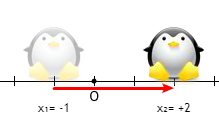 O
x₁= -1 x₂= +2